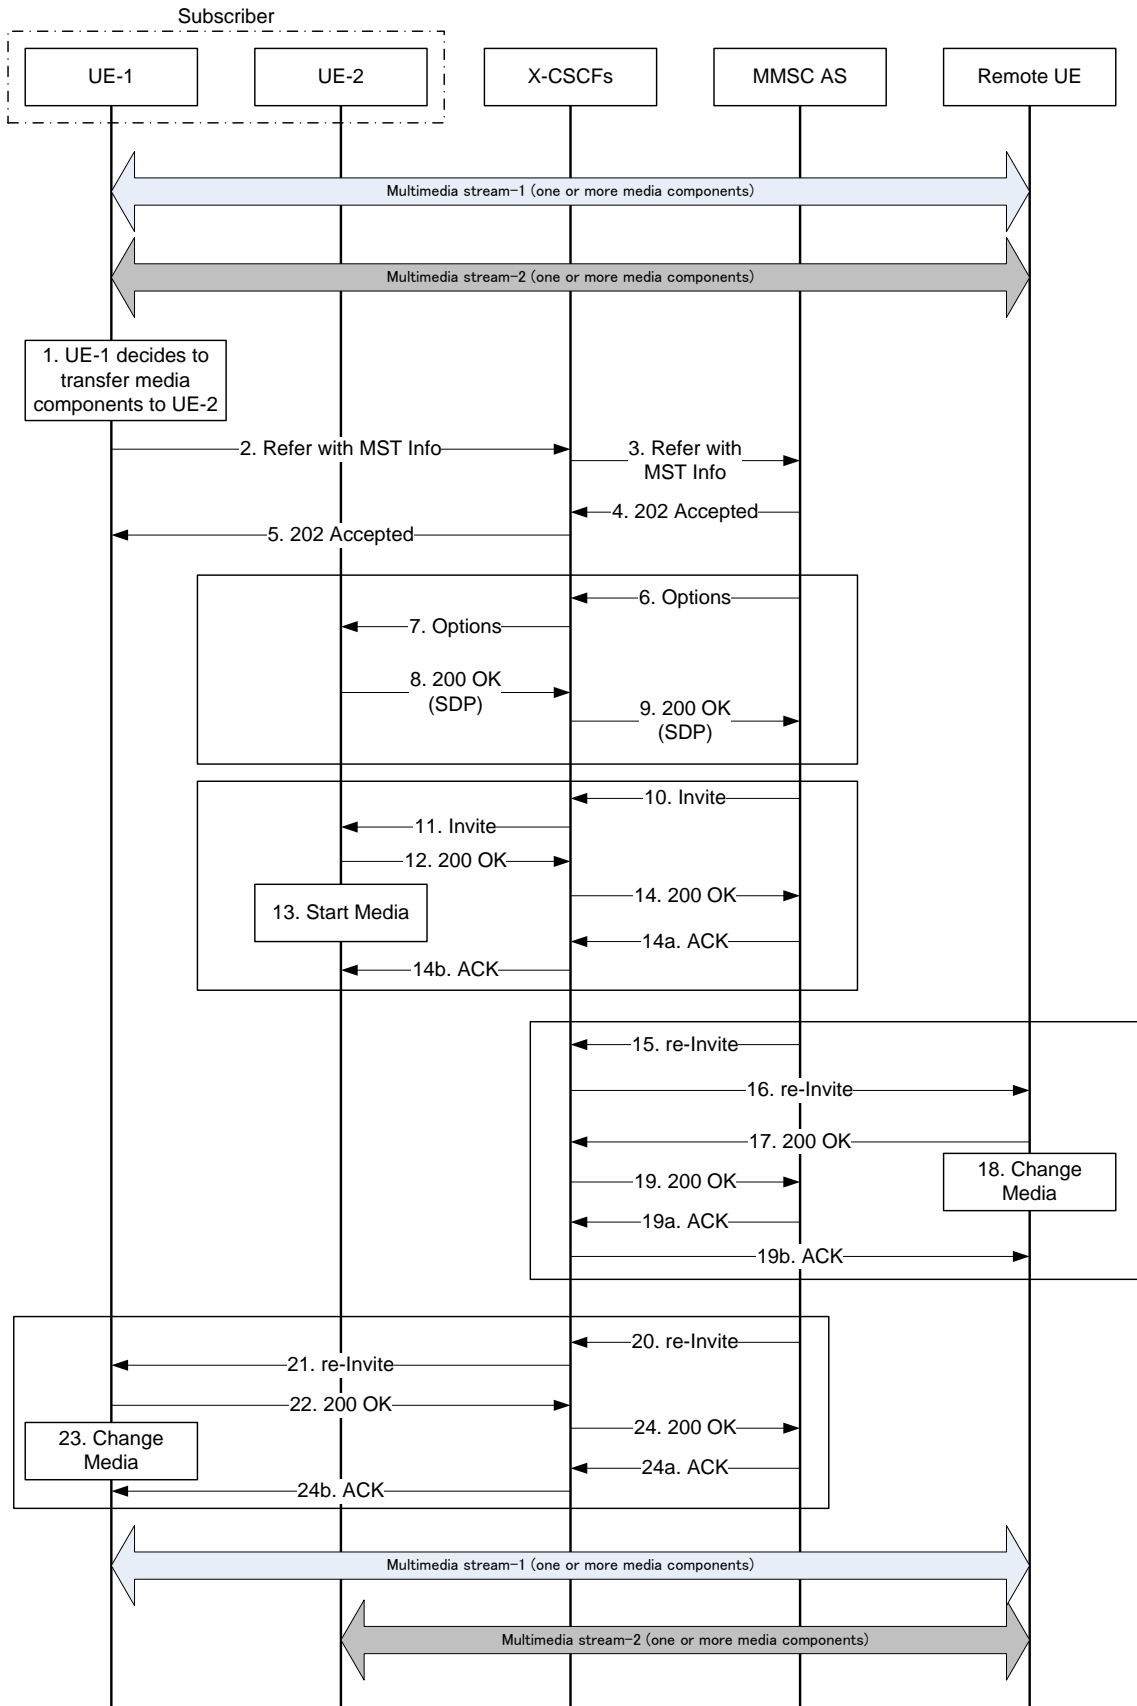 Subscriber
UE-1
UE-2
X-CSCFs
MMSC AS
Remote UE
Multimedia stream-1 (one or more media components)
Multimedia stream-2 (one or more media components)
1. UE-1 decides to
transfer media
components to UE-2
2. Refer with MST Info
3. Refer with
MST Info
4. 202 Accepted
5. 202 Accepted
6. Options
7. Options
8. 200 OK
(SDP)
9. 200 OK
(SDP)
10. Invite
11. Invite
12. 200 OK
13. Start Media
14. 200 OK
14a. ACK
14b. ACK
15. re-Invite
16. re-Invite
17. 200 OK
18. Change
Media
19. 200 OK
19a. ACK
19b. ACK
20. re-Invite
21. re-Invite
22. 200 OK
23. Change
Media
24. 200 OK
24a. ACK
24b. ACK
Multimedia stream-1 (one or more media components)
Multimedia stream-2 (one or more media components)